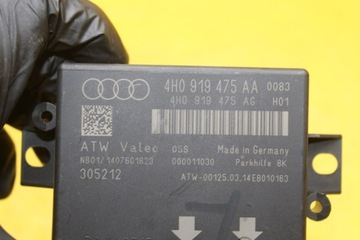 4H0 919 475 AA 0083
4H0 919 475 AG H01
ATW Valeo OSS Made in Germany
NB01/ 1407601823 000011030 Parkhilfe 8K
305212 ATW-00125.03.14E8010163